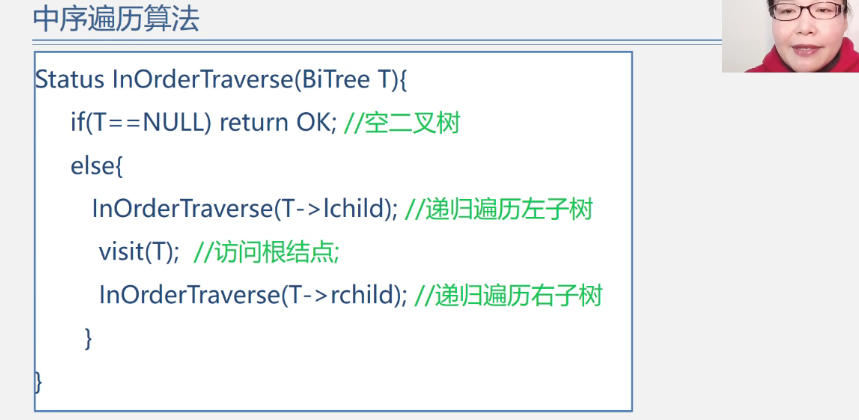 中序遍历算法
Status InOrderTraverse(BiTree T){
if(T==NULL) return OK; //空二叉树
else{
InOrderTraverse(T->lchild); //递归遍历左子树
visit(T); //访问根结点;
InOrderTraverse(T->rchild); //递归遍历右子树
}
}